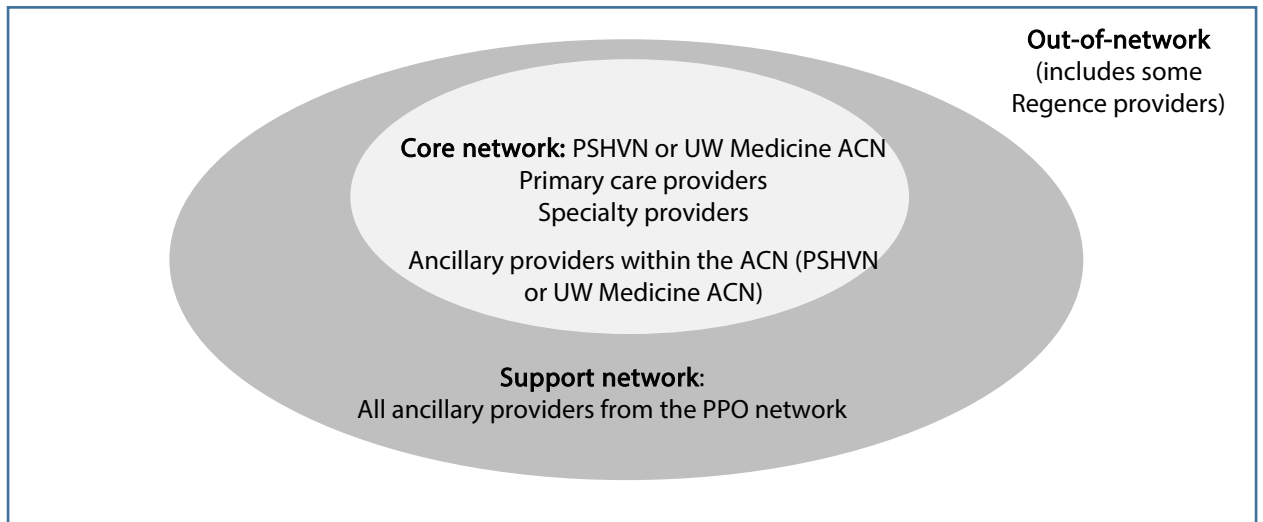 Out-of-network
(includes some
Regence providers)
Core network: PSHVN or UW Medicine ACN
Primary care providers
Specialty providers
Ancillary providers within the ACN (PSHVN
or UW Medicine ACN)
Support network:
All ancillary providers from the PPO network